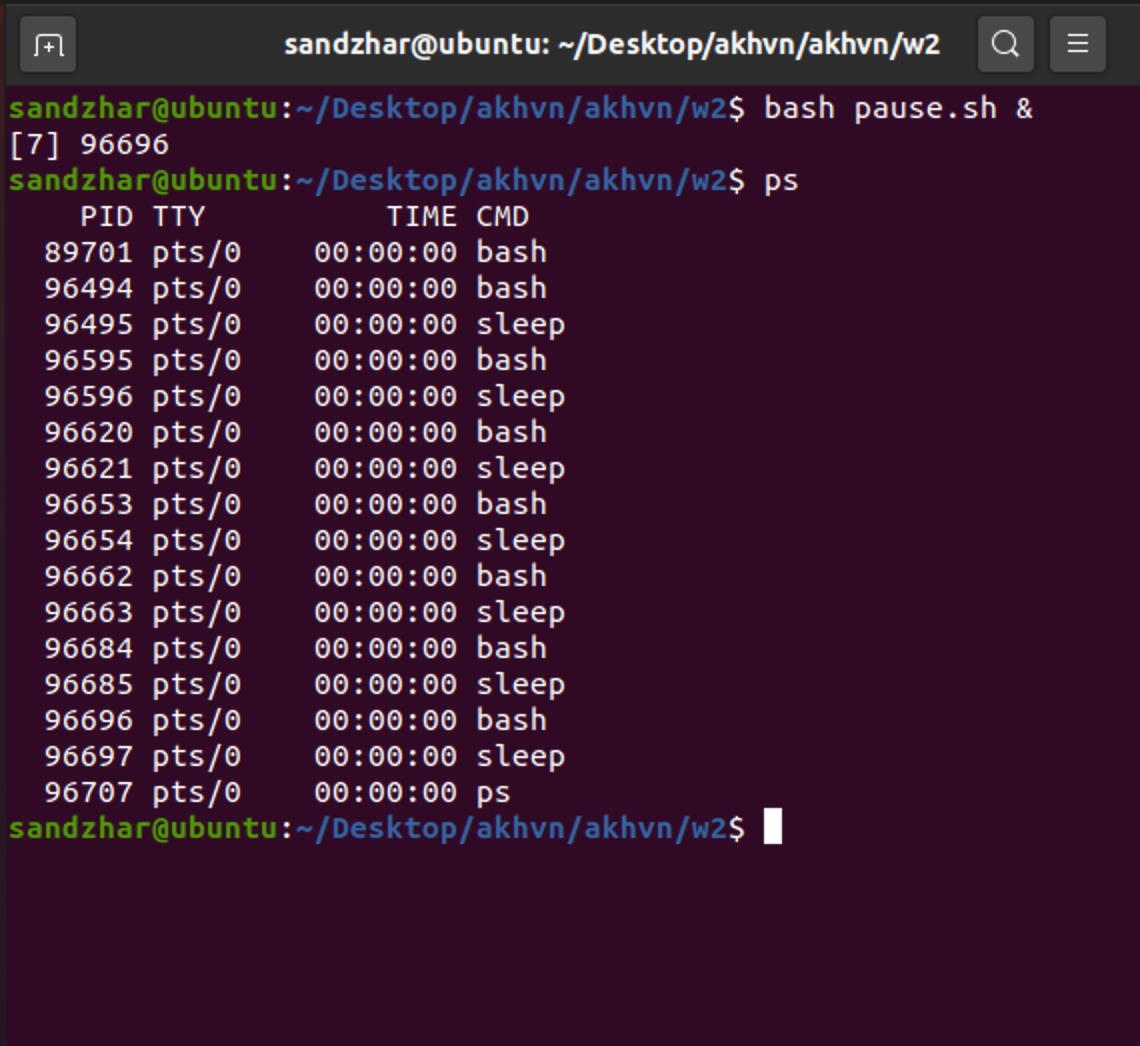 sandzhar@ubuntu: ~/Desktop/akhvn/akhvn/w2
sandzhar@ubuntu:~/Desktop/akhvn/akhvn/w2$ bash pause.sh &
[7] 96696
sandzhar@ubuntu:~/Desktop/akhvn/akhvn/w2$ ps
    PID TTY          TIME CMD
  89701 pts/0    00:00:00 bash
  96494 pts/0    00:00:00 bash
  96495 pts/0    00:00:00 sleep
  96595 pts/0    00:00:00 bash
  96596 pts/0    00:00:00 sleep
  96620 pts/0    00:00:00 bash
  96621 pts/0    00:00:00 sleep
  96653 pts/0    00:00:00 bash
  96654 pts/0    00:00:00 sleep
  96662 pts/0    00:00:00 bash
  96663 pts/0    00:00:00 sleep
  96684 pts/0    00:00:00 bash
  96685 pts/0    00:00:00 sleep
  96696 pts/0    00:00:00 bash
  96697 pts/0    00:00:00 sleep
  96707 pts/0    00:00:00 ps
sandzhar@ubuntu:~/Desktop/akhvn/akhvn/w2$